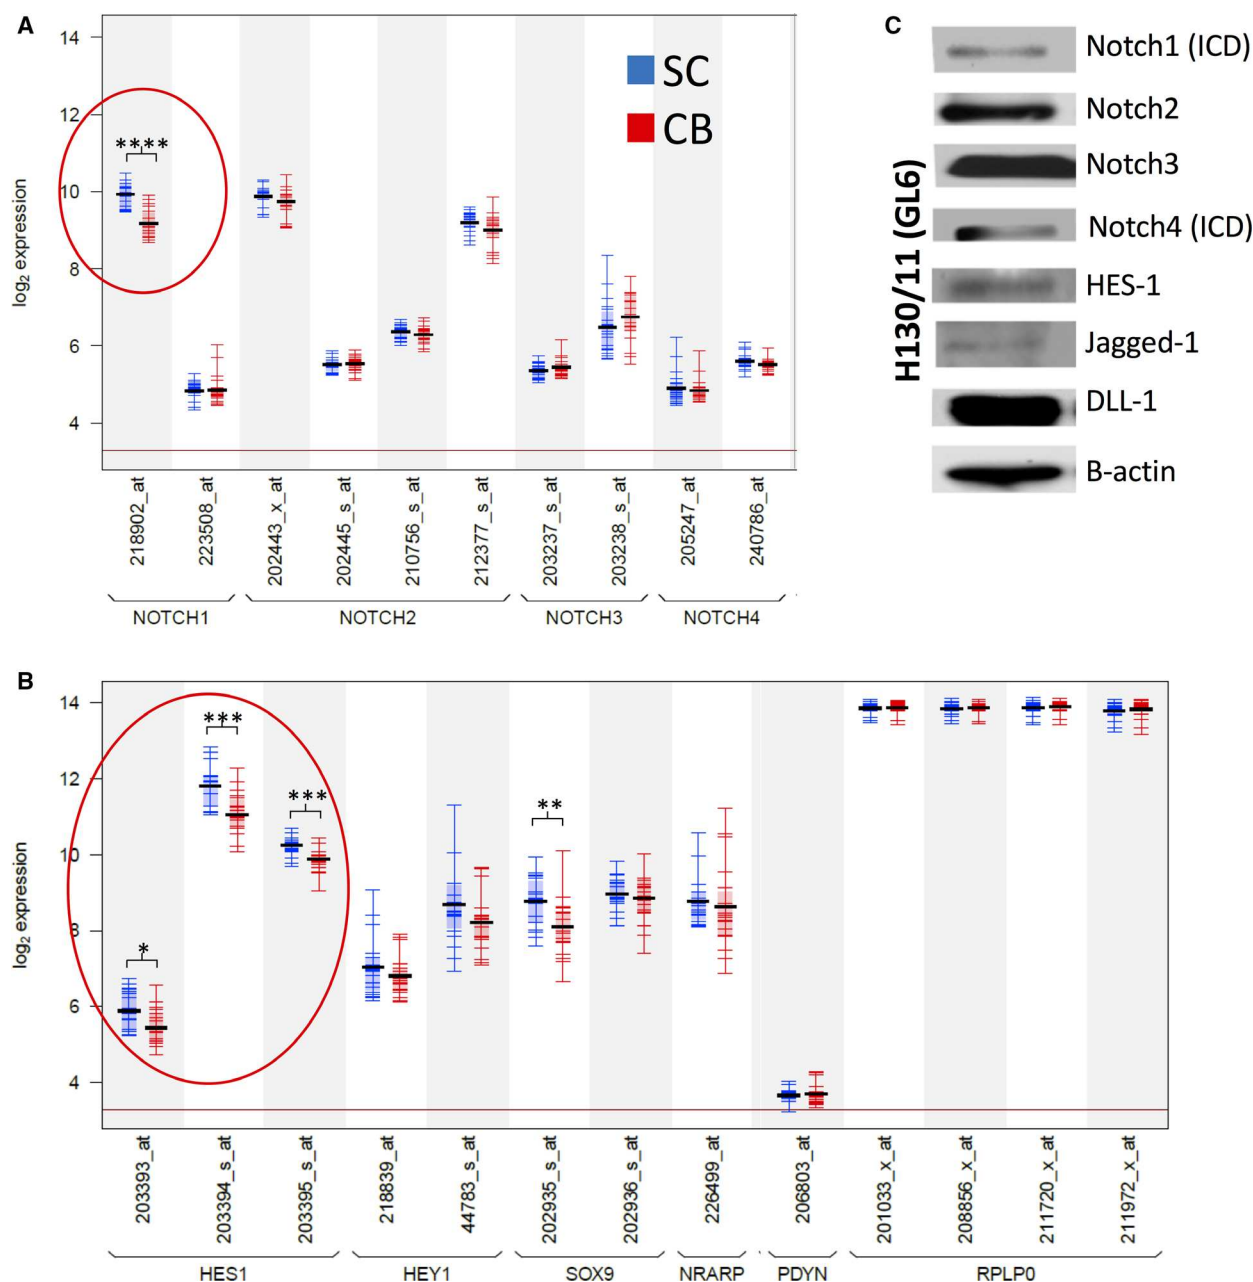 A
14
12
10
8
6
4
log2 expression
****
SC
CB
218902_at
223508_at
202443_x_at
202445_s_at
210756_s_at
212377_s_at
203237_s_at
203238_s_at
205247_at
240786_at
NOTCH1
NOTCH2
NOTCH3
NOTCH4
C
H130/11 (GL6)
Notch1 (ICD)
Notch2
Notch3
Notch4 (ICD)
HES-1
Jagged-1
DLL-1
B-actin
B
14
12
10
8
6
4
log2 expression
*
***
***
**
203393_at
203394_s_at
203395_s_at
218839_at
44783_s_at
202935_s_at
202936_s_at
226499_at
206803_at
201033_x_at
208856_x_at
211720_x_at
211972_x_at
HES1
HEY1
SOX9
NRARP
PDYN
RPLP0